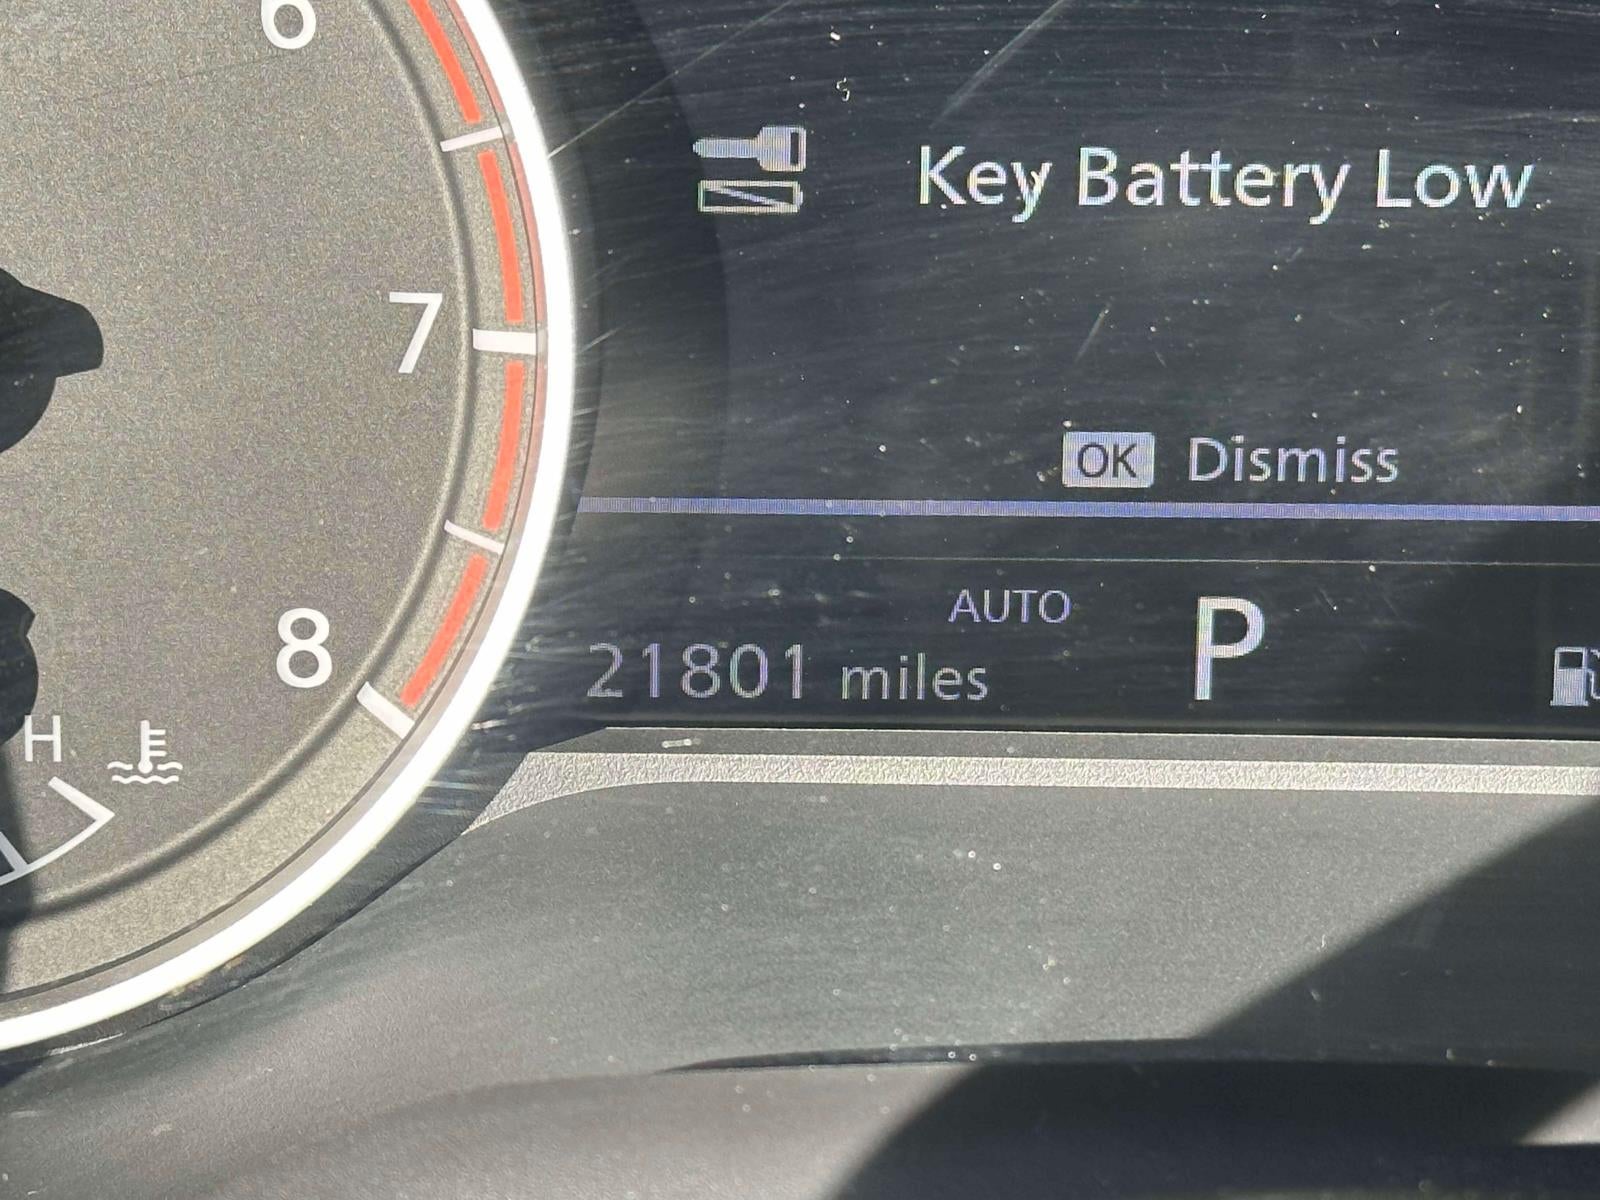 6
7
8
H
Key Battery Low
OK Dismiss
AUTO
P
21801 miles